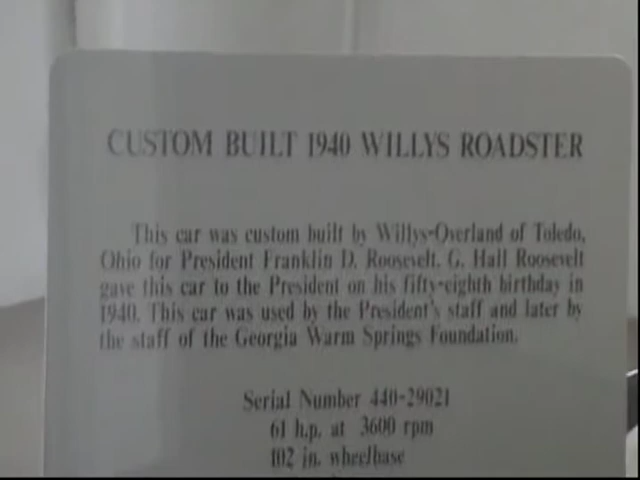 CUSTOM BUILT 1940 WILLYS ROADSTER
This car was custom built by Willys-Overland of Toledo,
Ohio for President Franklin D. Roosevelt. G. Hall Roosevelt
gave this car to the President on his fifty-eighth birthday in
1940. This car was used by the President's staff and later by
the staff of the Georgia Warm Springs Foundation.
Serial Number 440-29021
61 h.p. at 3600 rpm
102 in. wheelbase